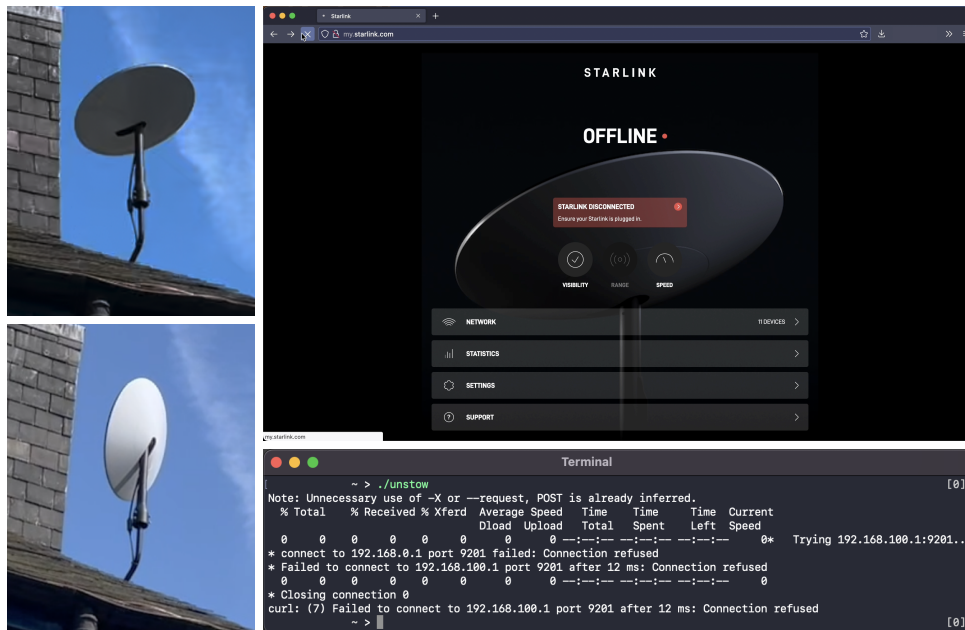 Starlink
my.starlink.com
STARLINK
OFFLINE
STARLINK DISCONNECTED
Ensure your Starlink is plugged in.
VISIBILITY RANGE SPEED
NETWORK 11 DEVICES
STATISTICS
SETTINGS
SUPPORT
my.starlink.com
Terminal
[ ~ > ./unstow [0]
Note: Unnecessary use of -X or --request, POST is already inferred.
% Total % Received % Xferd Average Speed Time Time Time Current
Dload Upload Total Spent Left Speed
0 0 0 0 0 0 0 0 --:--:-- --:--:-- --:--:-- 0* Trying 192.168.100.1:9201..
* connect to 192.168.0.1 port 9201 failed: Connection refused
* Failed to connect to 192.168.100.1 port 9201 after 12 ms: Connection refused
0 0 0 0 0 0 0 0 --:--:-- --:--:-- --:--:-- 0
* Closing connection 0
curl: (7) Failed to connect to 192.168.100.1 port 9201 after 12 ms: Connection refused
~ > [0]